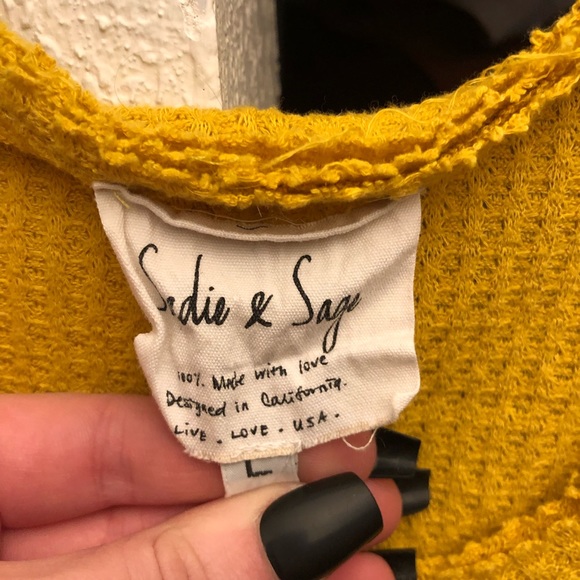 Sadie & Sage
100% Made with love
Designed in California.
LIVE . LOVE . USA .
L